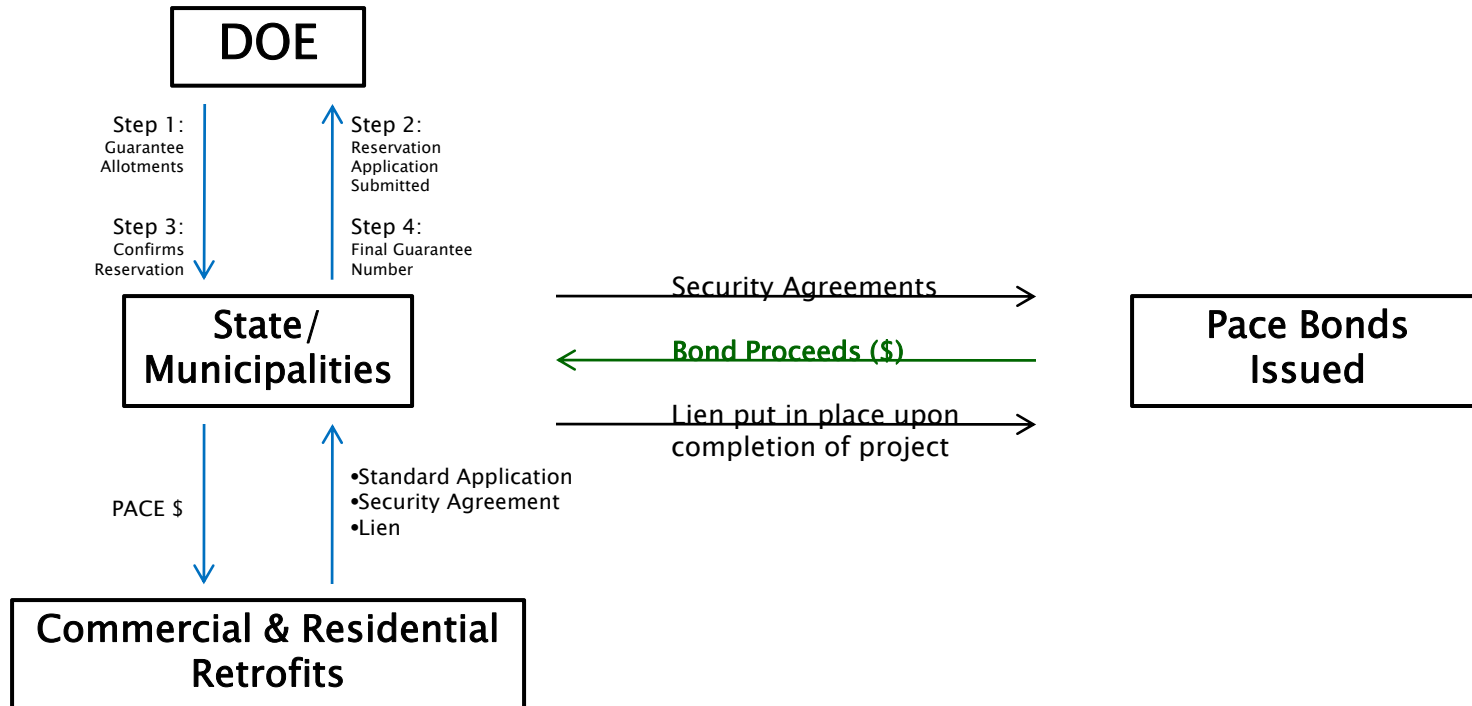 DOE
Step 1:
Guarantee
Allotments
Step 2:
Reservation
Application
Submitted
Step 3:
Confirms
Reservation
Step 4:
Final Guarantee
Number
State/
Municipalities
Security Agreements
Bond Proceeds ($)
Lien put in place upon
completion of project
Pace Bonds
Issued
PACE $
•Standard Application
•Security Agreement
•Lien
Commercial & Residential
Retrofits